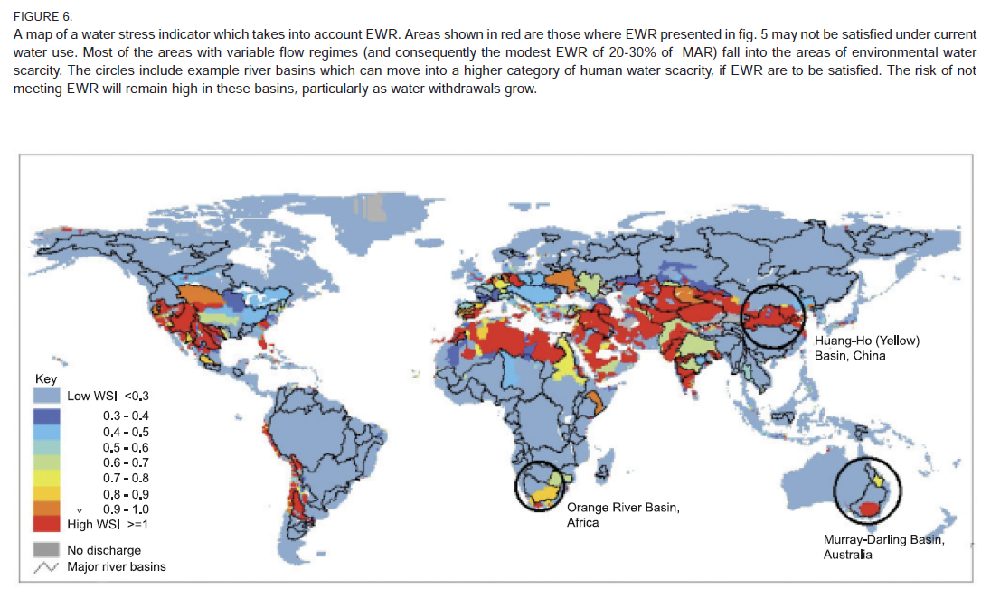 FIGURE 6.
A map of a water stress indicator which takes into account EWR. Areas shown in red are those where EWR presented in fig. 5 may not be satisfied under current
water use. Most of the areas with variable flow regimes (and consequently the modest EWR of 20-30% of MAR) fall into the areas of environmental water
scarcity. The circles include example river basins which can move into a higher category of human water scacrity, if EWR are to be satisfied. The risk of not
meeting EWR will remain high in these basins, particularly as water withdrawals grow.
Huang-Ho (Yellow)
Basin, China
Key
Low WSI <0.3
0.3 - 0.4
0.4 - 0.5
0.5 - 0.6
0.6 - 0.7
0.7 - 0.8
0.8 - 0.9
0.9 - 1.0
High WSI >=1
No discharge
Major river basins
Orange River Basin,
Africa
Murray-Darling Basin,
Australia